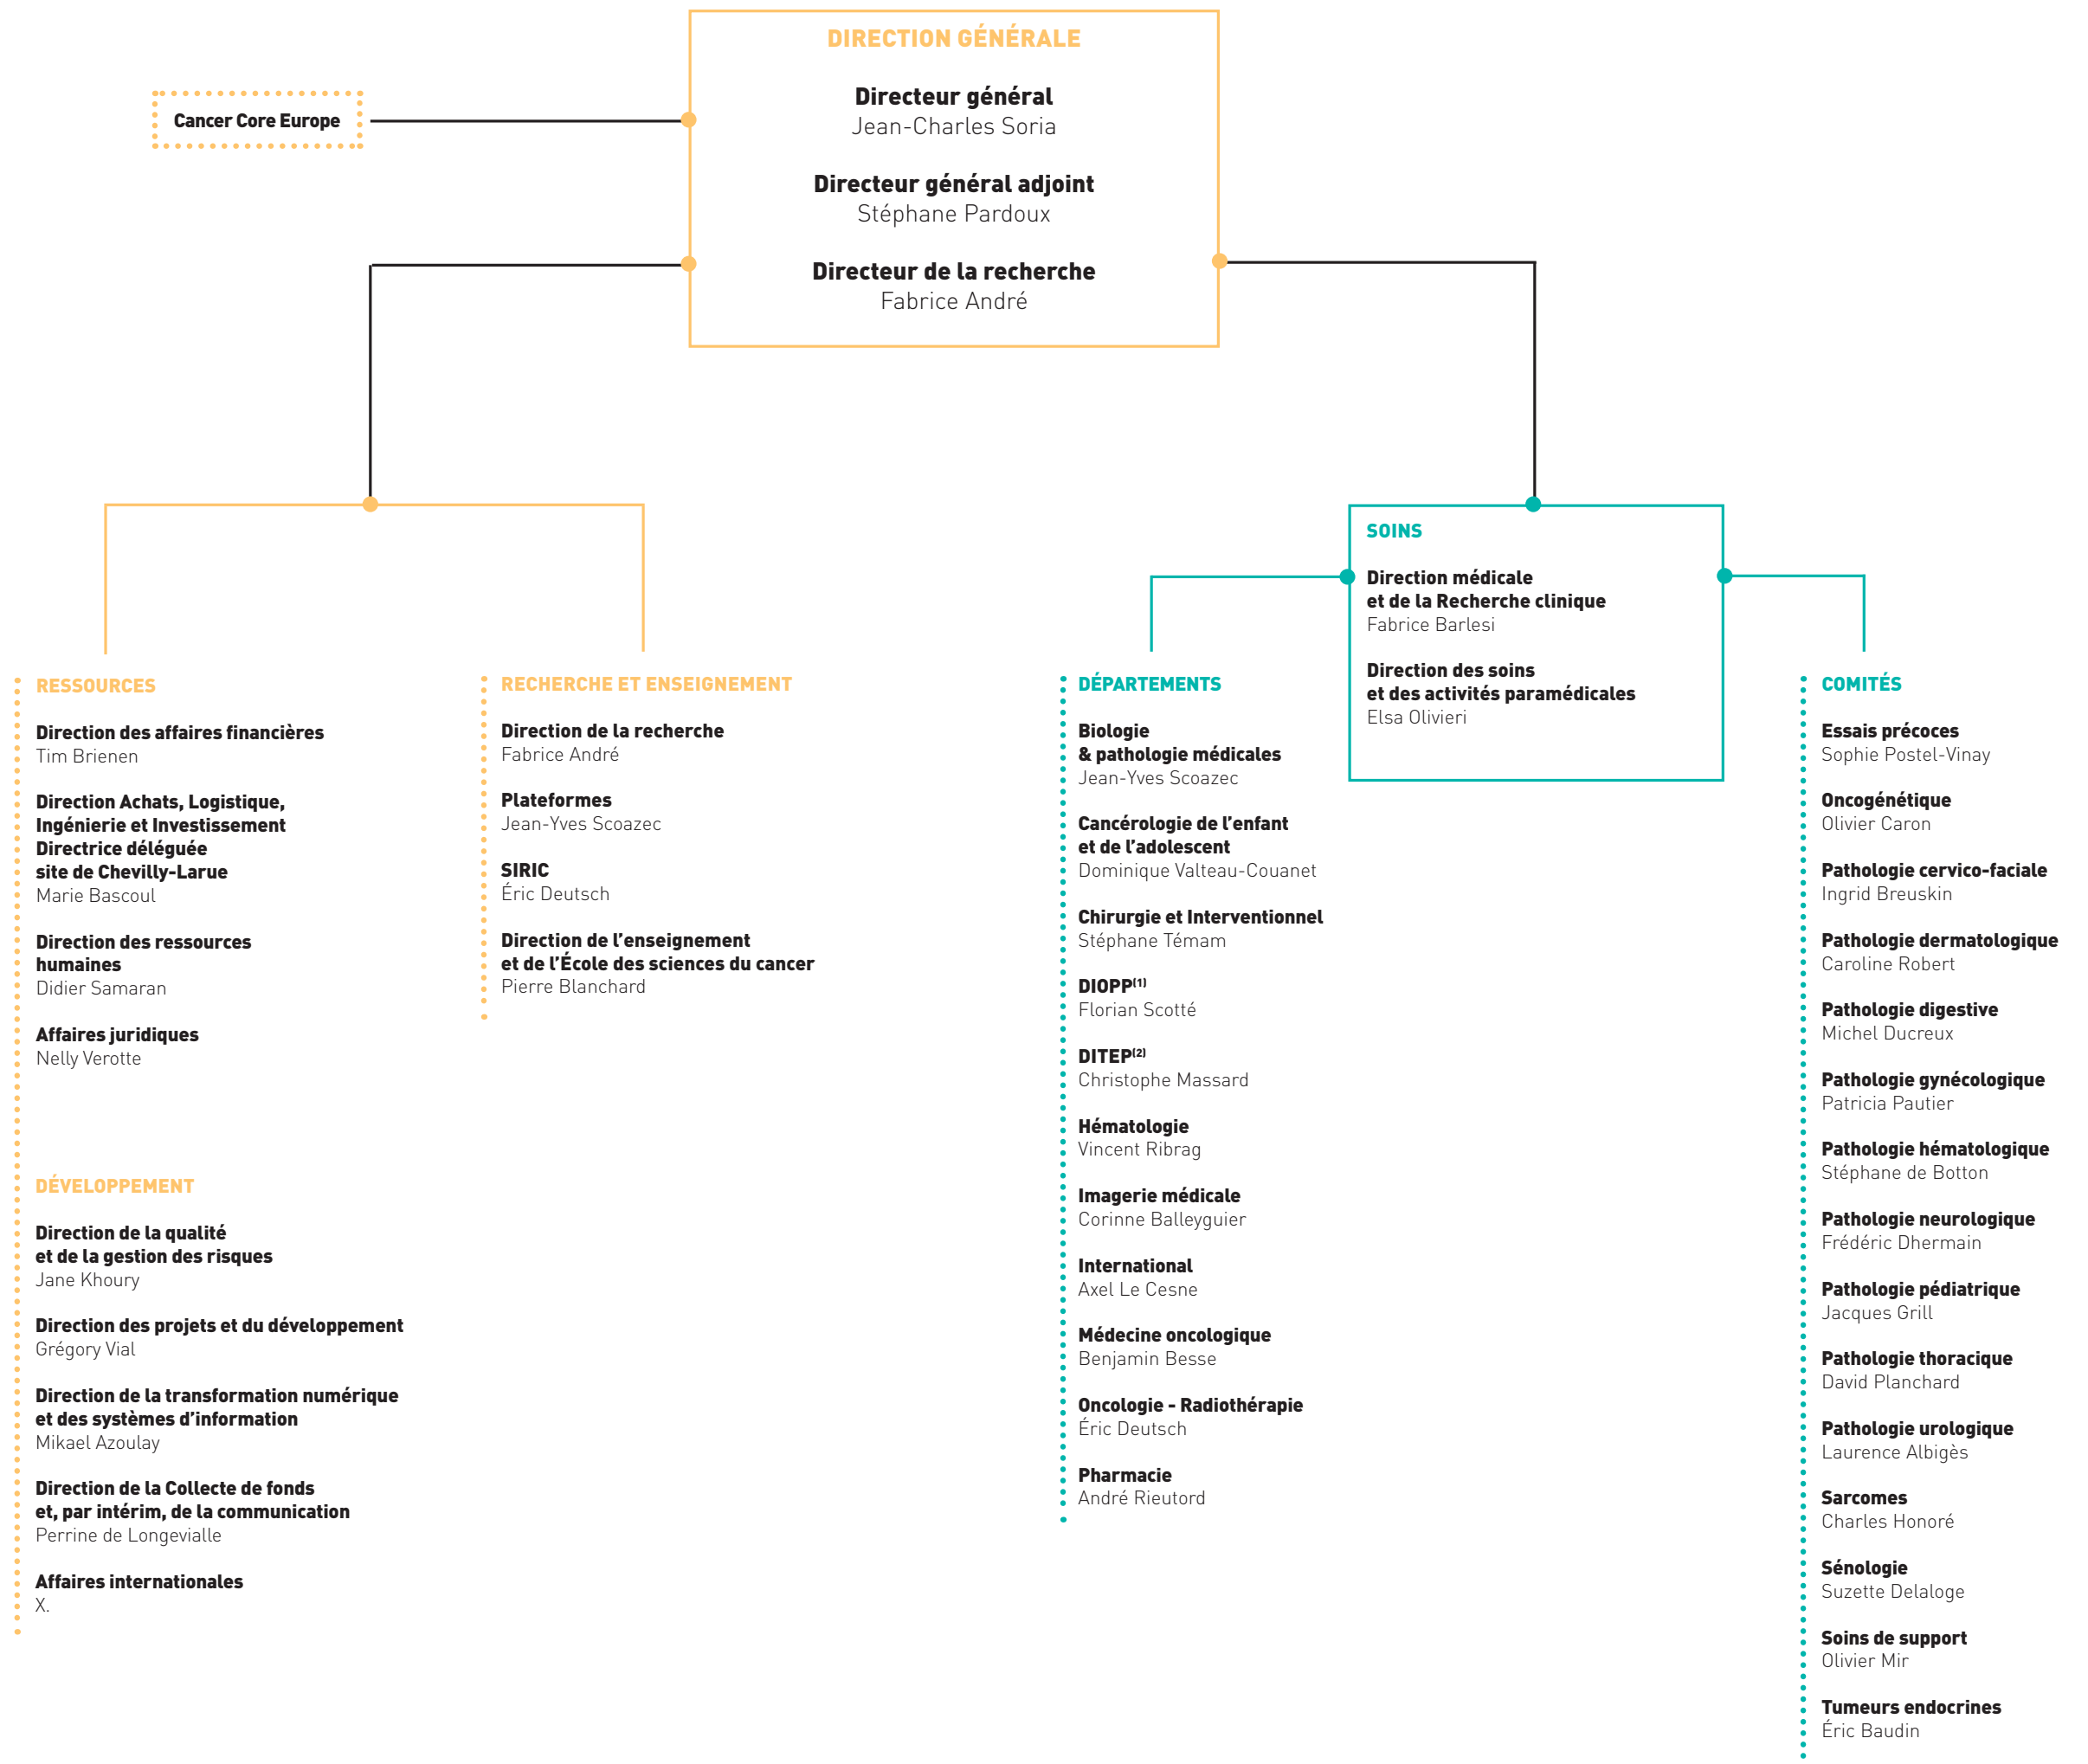 DIRECTION GÉNÉRALE
Directeur général
Jean-Charles Soria
Directeur général adjoint
Stéphane Pardoux
Directeur de la recherche
Fabrice André
Cancer Core Europe
RESSOURCES
Direction des affaires financières
Tim Brienen
Direction Achats, Logistique,
Ingénierie et Investissement
Directrice déléguée
site de Chevilly-Larue
Marie Bascoul
Direction des ressources
humaines
Didier Samaran
Affaires juridiques
Nelly Verotte
DÉVELOPPEMENT
Direction de la qualité
et de la gestion des risques
Jane Khoury
Direction des projets et du développement
Grégory Vial
Direction de la transformation numérique
et des systèmes d’information
Mikael Azoulay
Direction de la Collecte de fonds
et, par intérim, de la communication
Perrine de Longevialle
Affaires internationales
X.
RECHERCHE ET ENSEIGNEMENT
Direction de la recherche
Fabrice André
Plateformes
Jean-Yves Scoazec
SIRIC
Éric Deutsch
Direction de l’enseignement
et de l’École des sciences du cancer
Pierre Blanchard
SOINS
Direction médicale
et de la Recherche clinique
Fabrice Barlesi
Direction des soins
et des activités paramédicales
Elsa Olivieri
DÉPARTEMENTS
Biologie
& pathologie médicales
Jean-Yves Scoazec
Cancérologie de l’enfant
et de l’adolescent
Dominique Valteau-Couanet
Chirurgie et Interventionnel
Stéphane Témam
DIOPP(1)
Florian Scotté
DITEP(2)
Christophe Massard
Hématologie
Vincent Ribrag
Imagerie médicale
Corinne Balleyguier
International
Axel Le Cesne
Médecine oncologique
Benjamin Besse
Oncologie - Radiothérapie
Éric Deutsch
Pharmacie
André Rieutord
COMITÉS
Essais précoces
Sophie Postel-Vinay
Oncogénétique
Olivier Caron
Pathologie cervico-faciale
Ingrid Breuskin
Pathologie dermatologique
Caroline Robert
Pathologie digestive
Michel Ducreux
Pathologie gynécologique
Patricia Pautier
Pathologie hématologique
Stéphane de Botton
Pathologie neurologique
Frédéric Dhermain
Pathologie pédiatrique
Jacques Grill
Pathologie thoracique
David Planchard
Pathologie urologique
Laurence Albigès
Sarcomes
Charles Honoré
Sénologie
Suzette Delaloge
Soins de support
Olivier Mir
Tumeurs endocrines
Éric Baudin